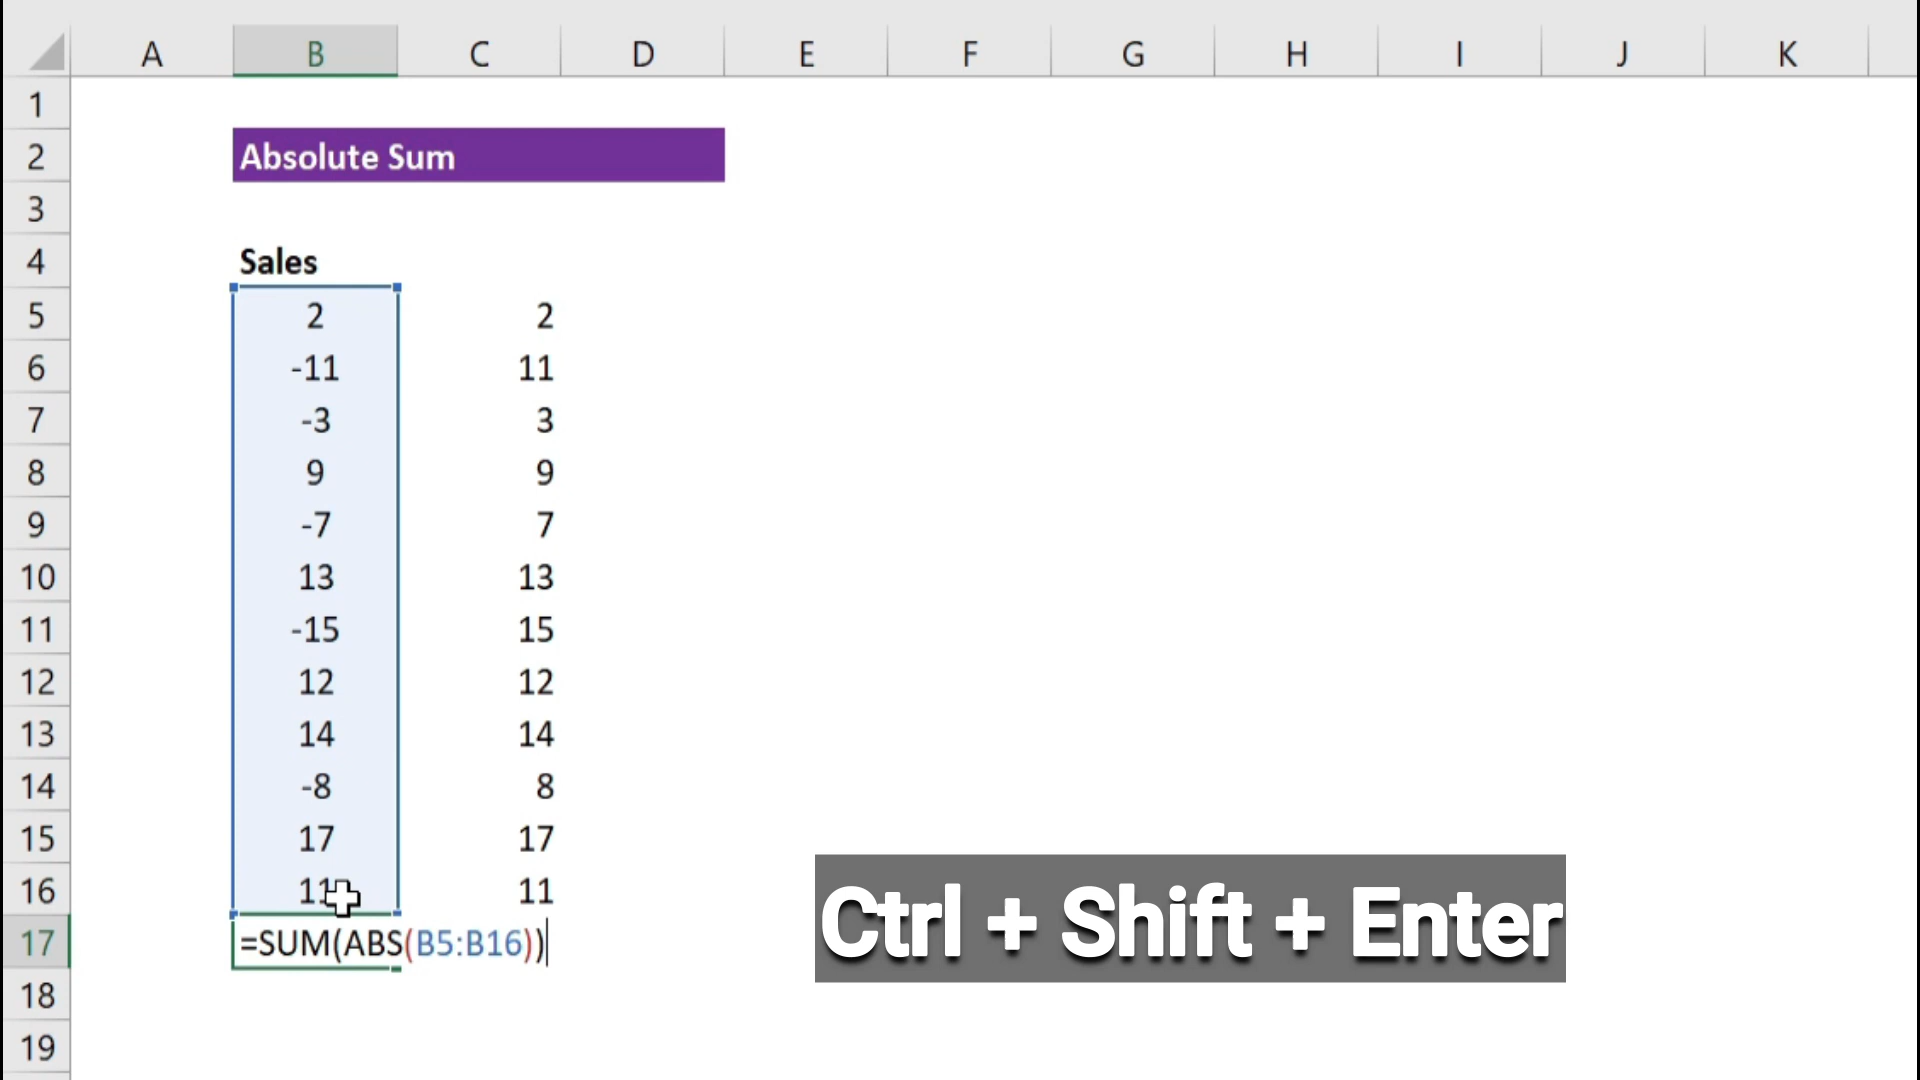 A B C D E F G H I J K
1
2 Absolute Sum
3
4 Sales
5 2 2
6 -11 11
7 -3 3
8 9 9
9 -7 7
10 13 13
11 -15 15
12 12 12
13 14 14
14 -8 8
15 17 17
16 11 11
17 =SUM(ABS(B5:B16)) Ctrl + Shift + Enter
18
19